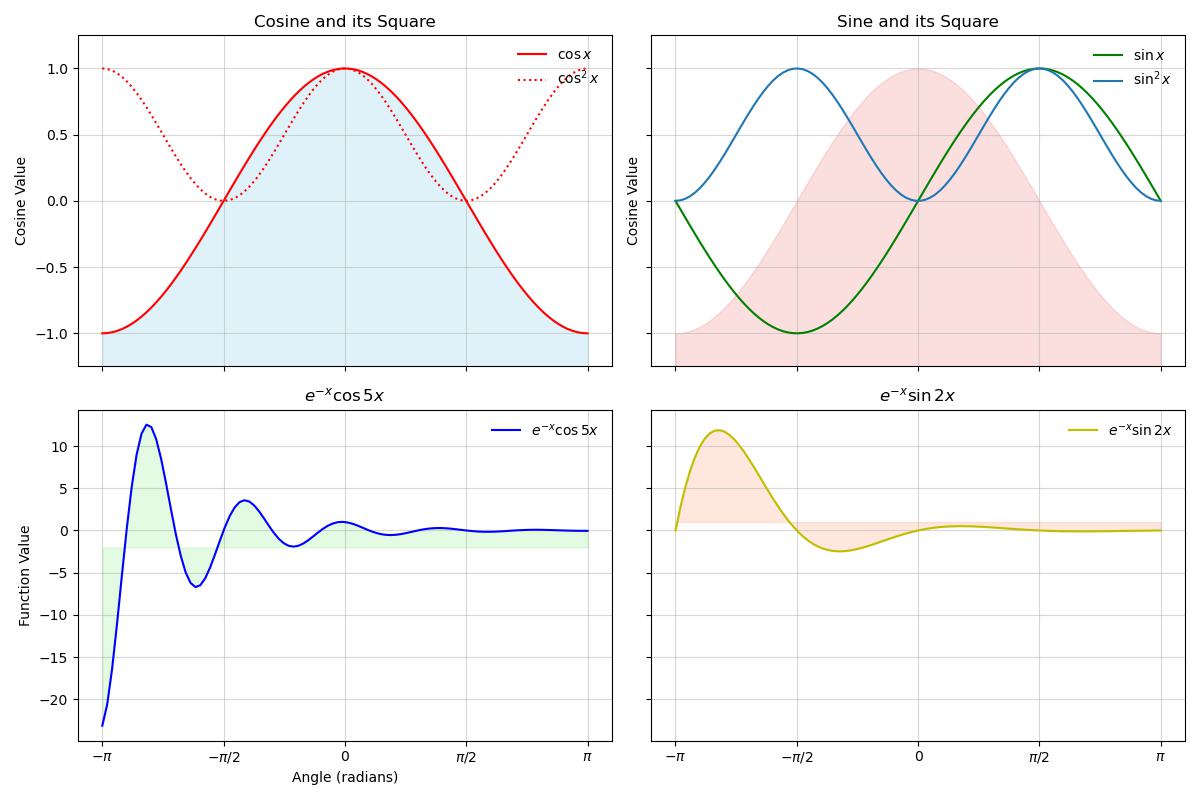 Cosine and its Square
cos x
cos² x
1.0
0.5
0.0
−0.5
−1.0
Cosine Value
Sine and its Square
sin x
sin² x
Cosine Value
e⁻ˣ cos 5x
e⁻ˣ cos 5x
10
5
0
−5
−10
−15
−20
Function Value
−π
−π/2
0
π/2
π
Angle (radians)
e⁻ˣ sin 2x
e⁻ˣ sin 2x
−π
−π/2
0
π/2
π